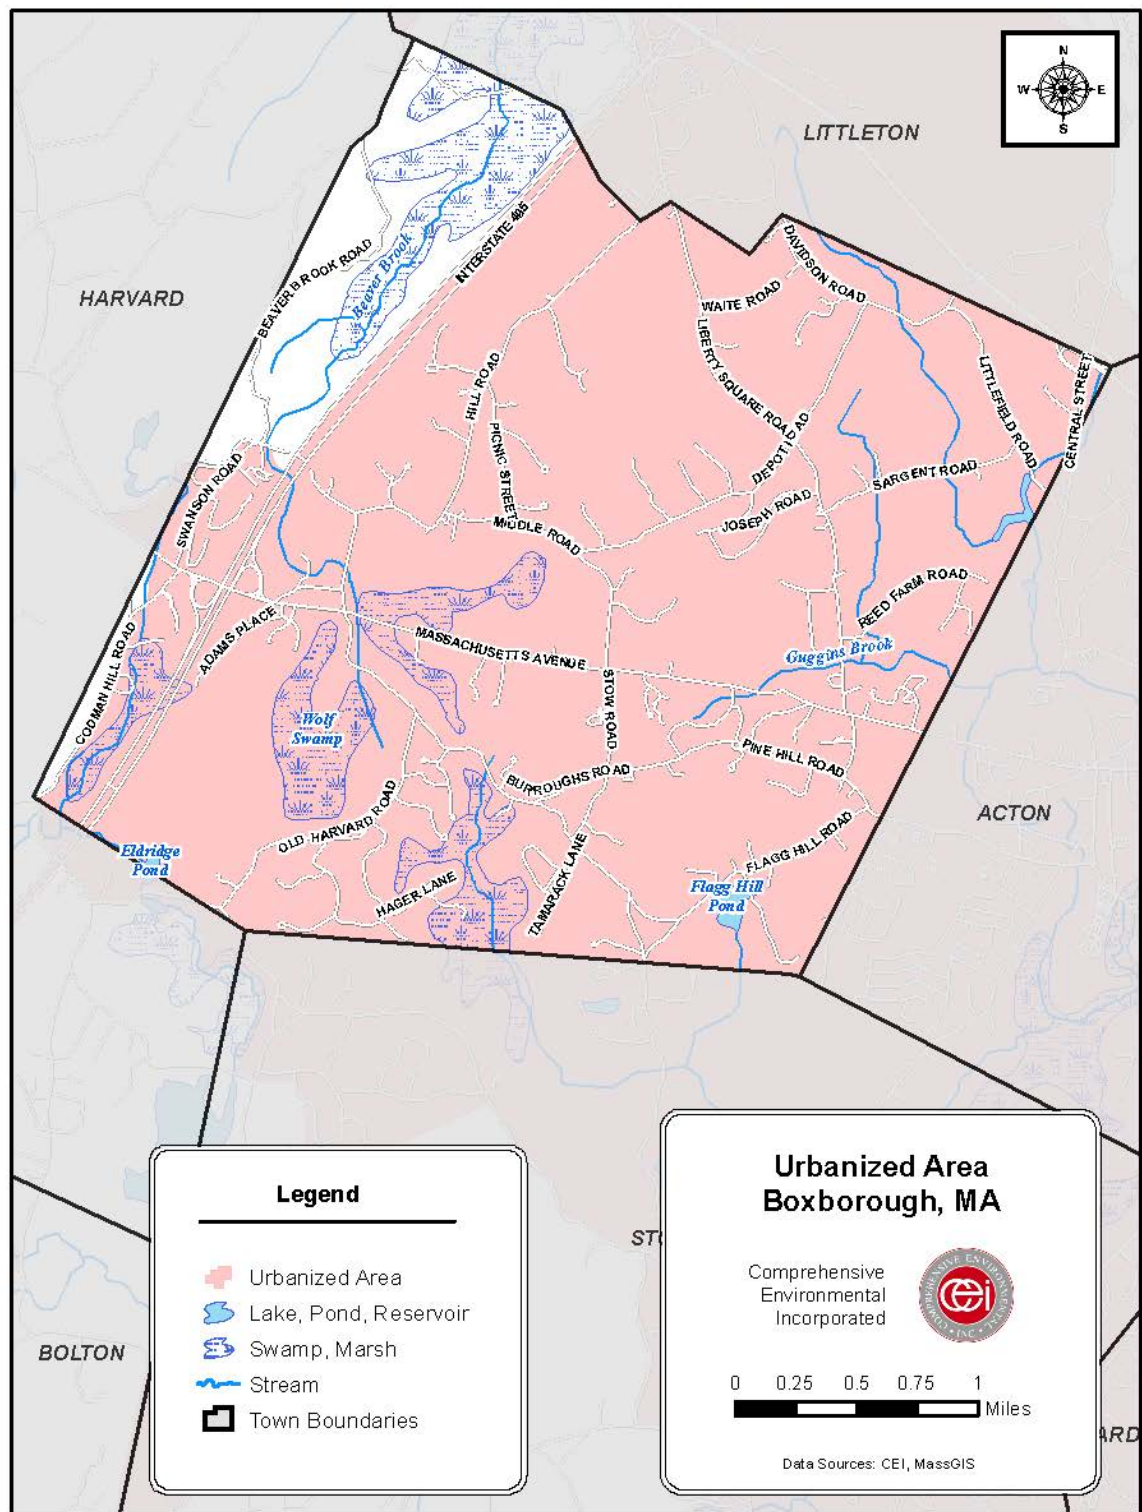 N
W E
S
LITTLETON
HARVARD
BEAVER BROOK ROAD
Beaver Brook
INTERSTATE 495
DAVIDSON ROAD
WAITE ROAD
LIBERTY SQUARE ROAD
LITTLEFIELD ROAD
CENTRAL STREET
HILL ROAD
PICNIC STREET
DEPOT ROAD
SARGENT ROAD
JOSEPH ROAD
SWANSON ROAD
MIDDLE ROAD
REED FARM ROAD
ADAMS PLACE
MASSACHUSETTS AVENUE
Guggins Brook
CODMAN HILL ROAD
STOW ROAD
Wolf
Swamp
PINE HILL ROAD
BURROUGHS ROAD
OLD HARVARD ROAD
ACTON
FLAGG HILL ROAD
Eldridge
Pond
TAMARACK LANE
HAGER LANE
Flagg Hill
Pond
Legend
Urbanized Area
Lake, Pond, Reservoir
Swamp, Marsh
Stream
Town Boundaries
BOLTON
Urbanized Area
Boxborough, MA
Comprehensive
Environmental
Incorporated
COMPREHENSIVE ENVIRONMENTAL INC
cei
0 0.25 0.5 0.75 1
Miles
Data Sources: CEI, MassGIS